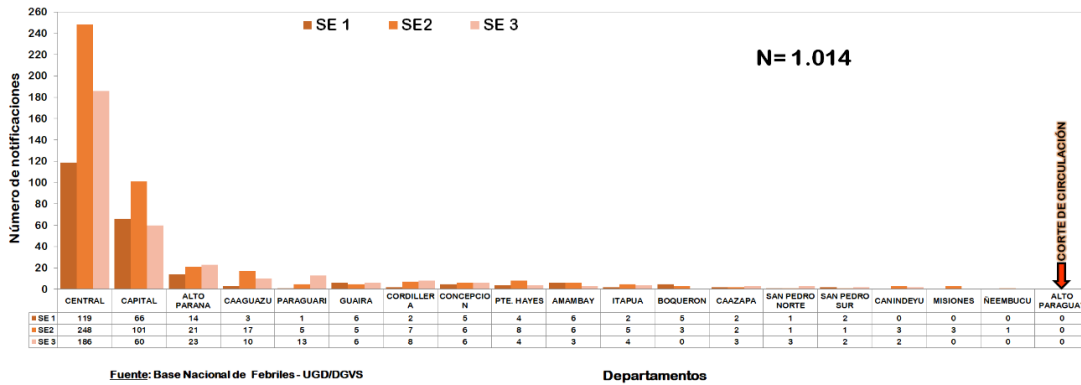 260
240
220
200
180
160
140
120
100
80
60
40
20
0
Número de notificaciones
SE 1 SE2 SE 3
N= 1.014
CORTE DE CIRCULACIÓN
CENTRAL CAPITAL ALTO PARANA CAAGUAZU PARAGUARI GUAIRA CORDILLERA CONCEPCION PTE. HAYES AMAMBAY ITAPUA BOQUERON CAAZAPA SAN PEDRO NORTE SAN PEDRO SUR CANINDEYU MISIONES ÑEEMBUCU ALTO PARAGUAY
SE 1 119 66 14 3 1 6 2 5 4 6 2 5 2 1 2 0 0 0 0
SE2 248 101 21 17 5 5 7 6 8 6 5 3 2 1 1 3 3 1 0
SE 3 186 60 23 10 13 6 8 6 4 3 4 0 3 3 2 2 0 0 0
Fuente: Base Nacional de Febriles - UGD/DGVS
Departamentos